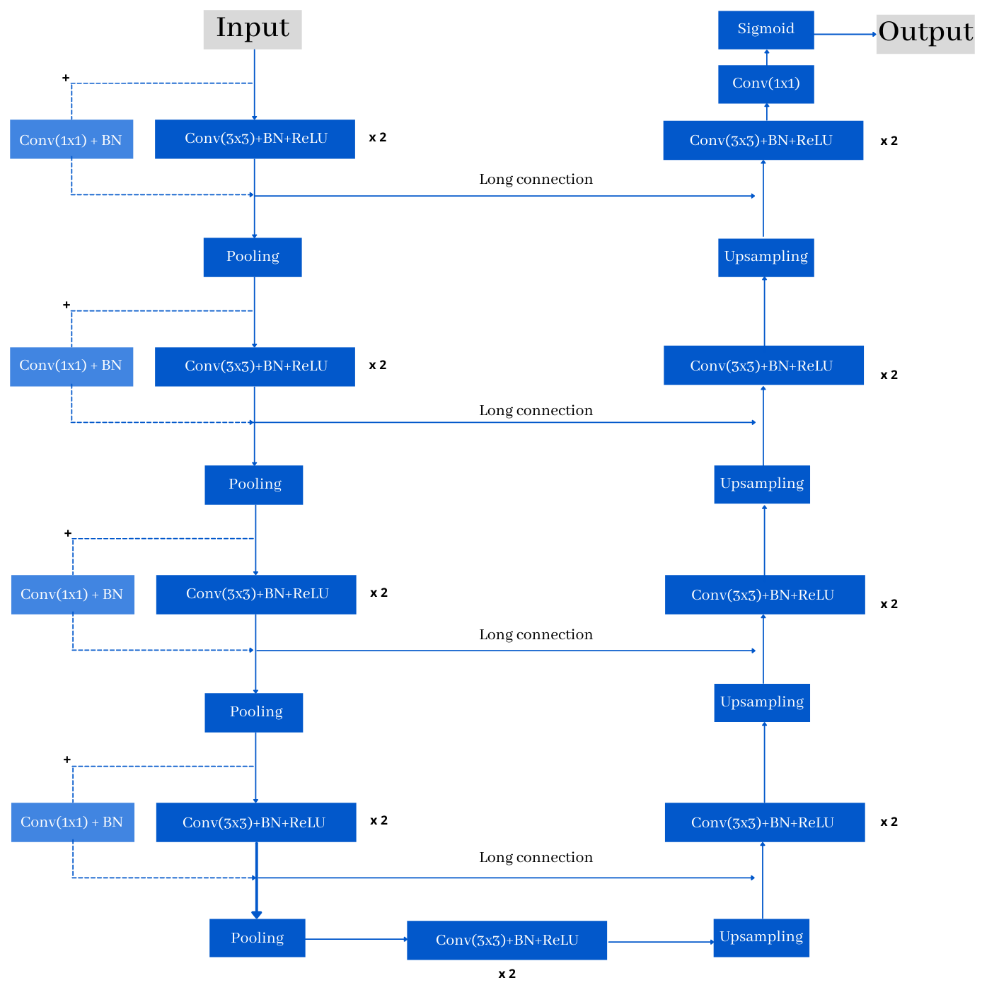 Input
Sigmoid
Output
+
Conv(1x1)
Conv(1x1) + BN
Conv(3x3)+BN+ReLU
x 2
Conv(3x3)+BN+ReLU
x 2
Long connection
Pooling
Upsampling
+
Conv(1x1) + BN
Conv(3x3)+BN+ReLU
x 2
Conv(3x3)+BN+ReLU
x 2
Long connection
Pooling
Upsampling
+
Conv(1x1) + BN
Conv(3x3)+BN+ReLU
x 2
Conv(3x3)+BN+ReLU
x 2
Long connection
Pooling
Upsampling
+
Conv(1x1) + BN
Conv(3x3)+BN+ReLU
x 2
Conv(3x3)+BN+ReLU
x 2
Long connection
Pooling
Conv(3x3)+BN+ReLU
Upsampling
x 2